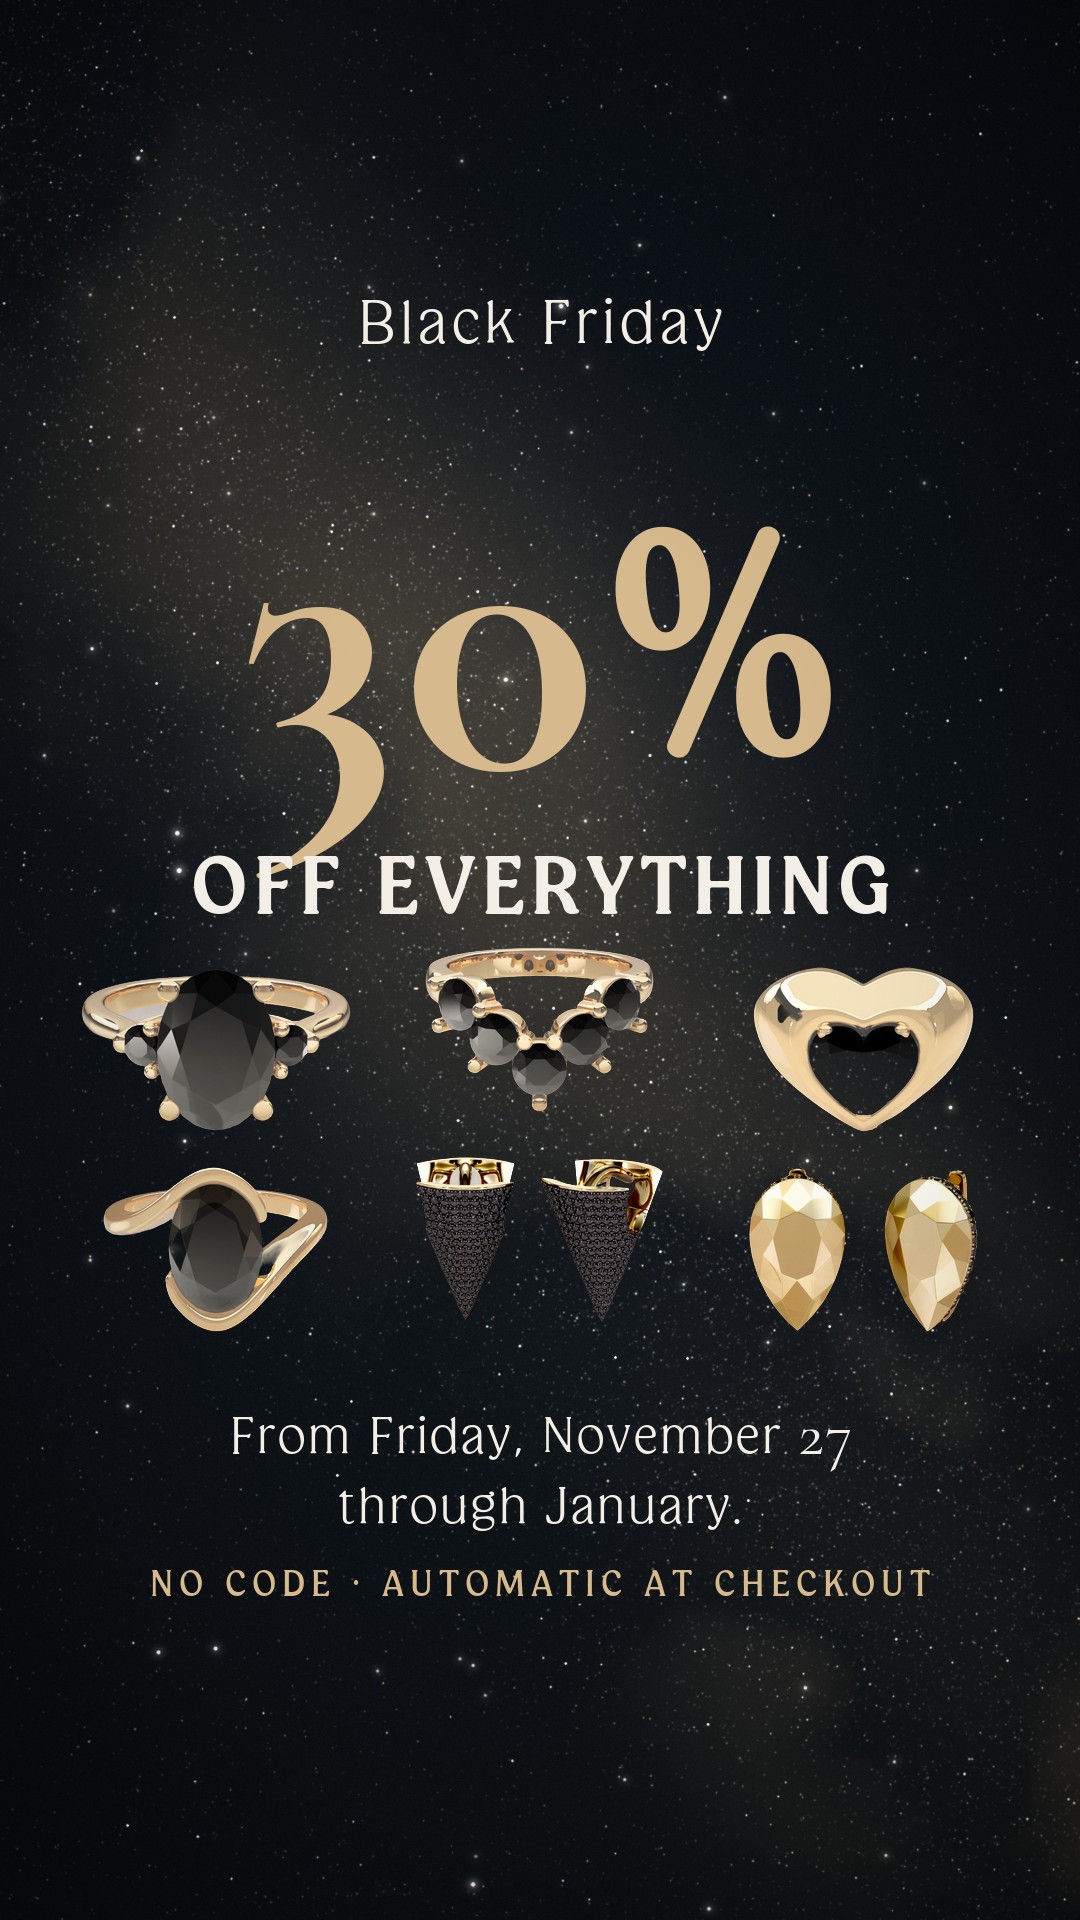 Black Friday
30%
OFF EVERYTHING
From Friday, November 27
through January.
NO CODE · AUTOMATIC AT CHECKOUT